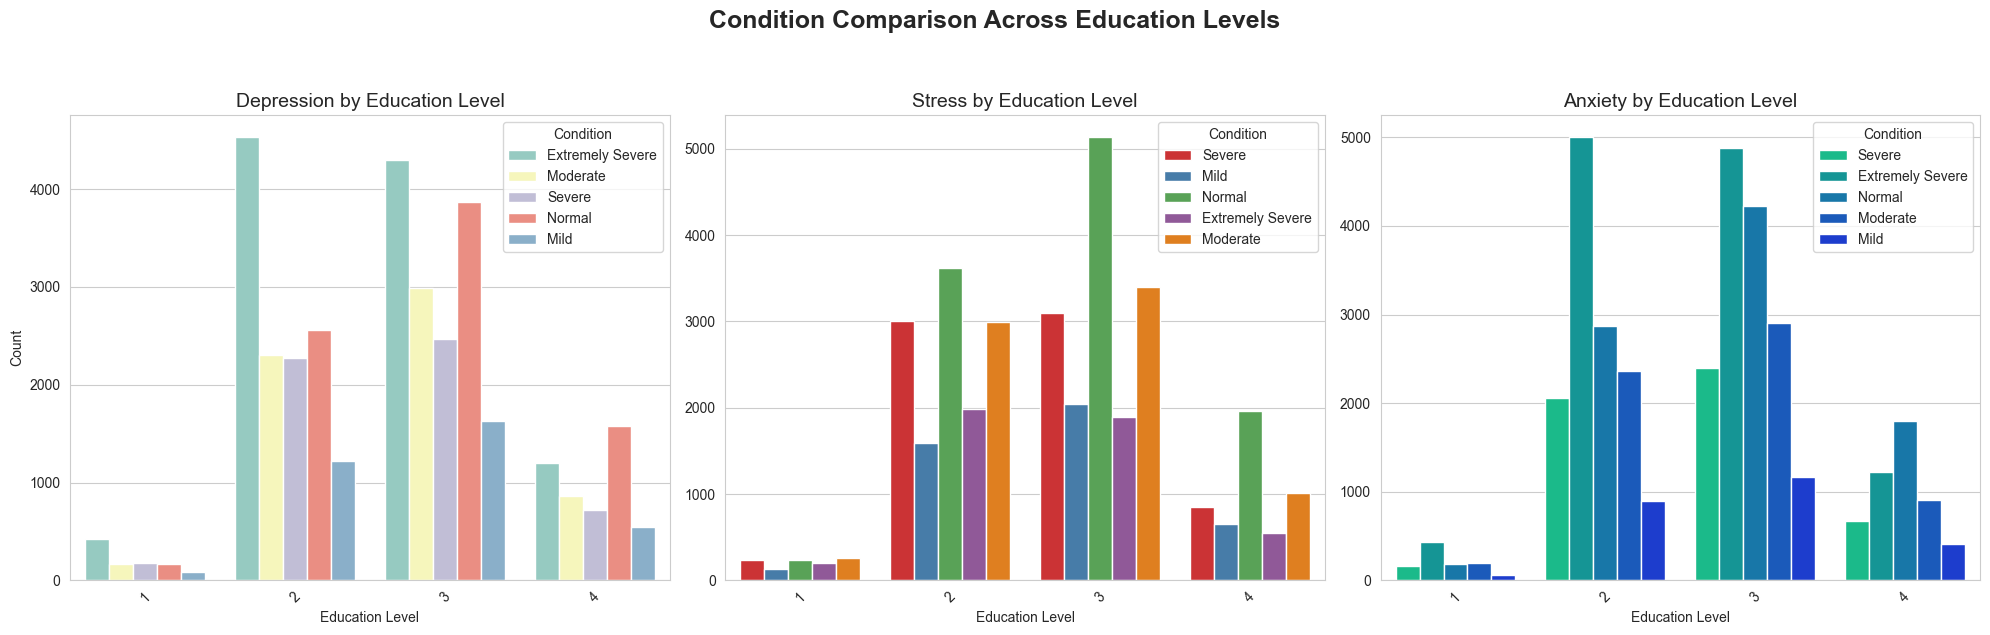 Condition Comparison Across Education Levels
Depression by Education Level
Count
4000
3000
2000
1000
0
Condition
Extremely Severe
Moderate
Severe
Normal
Mild
1
2
3
4
Education Level
Stress by Education Level
5000
4000
3000
2000
1000
0
Condition
Severe
Mild
Normal
Extremely Severe
Moderate
1
2
3
4
Education Level
Anxiety by Education Level
5000
4000
3000
2000
1000
0
Condition
Severe
Extremely Severe
Normal
Moderate
Mild
1
2
3
4
Education Level